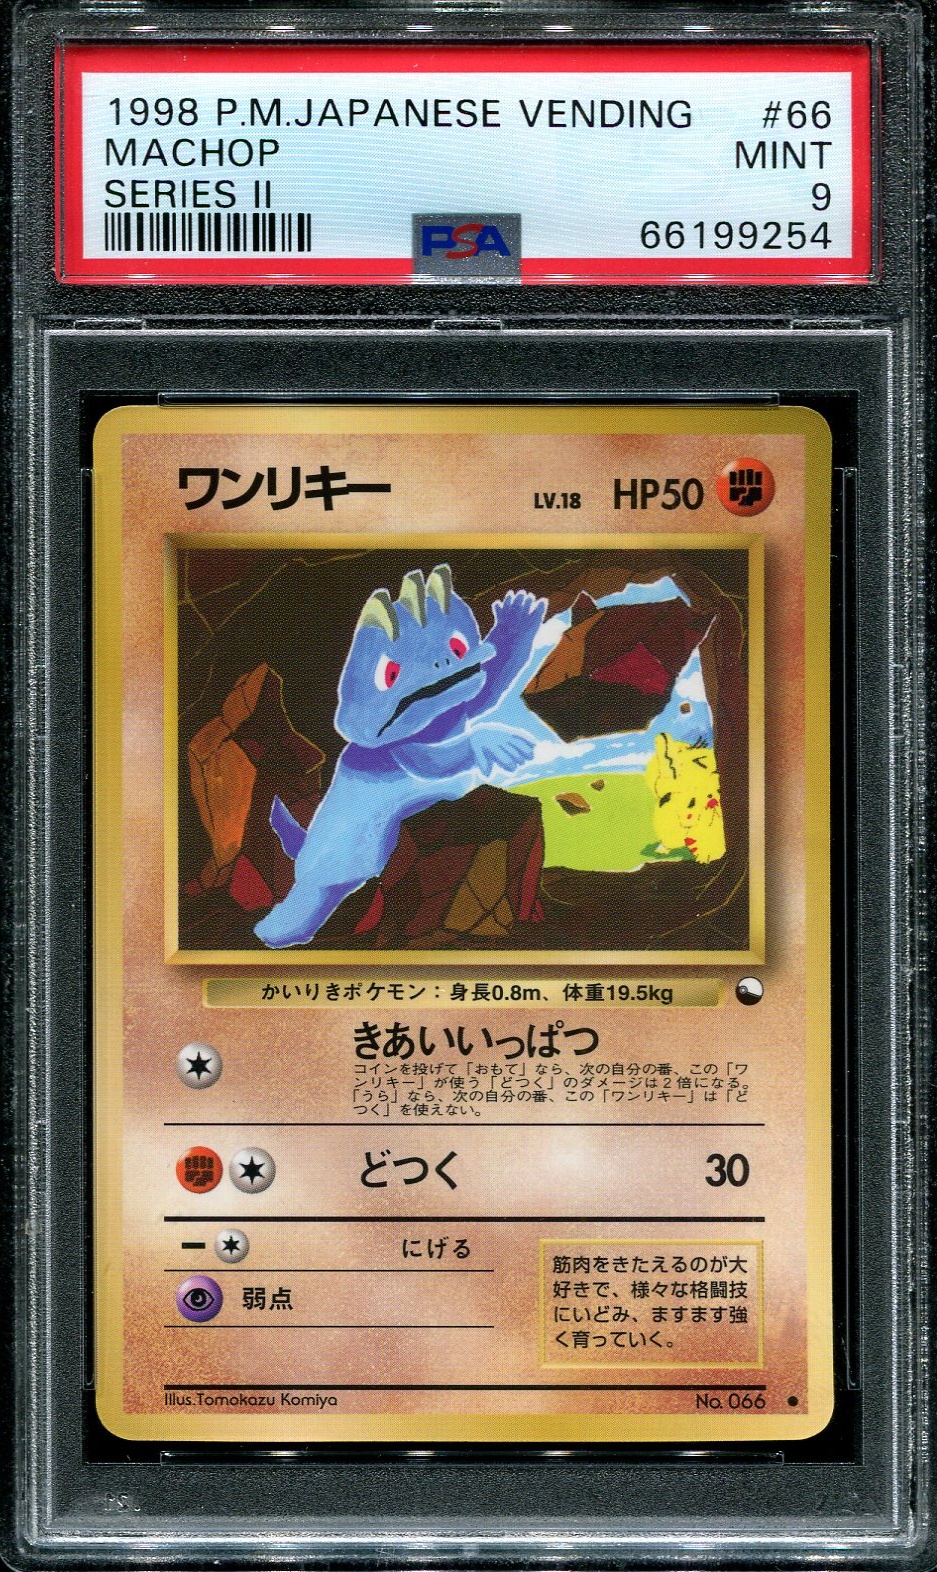 1998 P.M.JAPANESE VENDING #66
MACHOP MINT
SERIES II 9
PSA 66199254
ワンリキー LV.18 HP50
かいりきポケモン：身長0.8m、体重19.5kg
きあいいっぱつ
コインを投げて「おもて」なら、次の自分の番、この「ワ
ンリキー」が使う「どつく」のダメージは2倍になる。
「うら」なら、次の自分の番、この「ワンリキー」は「ど
つく」を使えない。
どつく 30
にげる
弱点
筋肉をきたえるのが大
好きで、様々な格闘技
にいどみ、ますます強
く育っていく。
Illus.Tomokazu Komiya No. 066